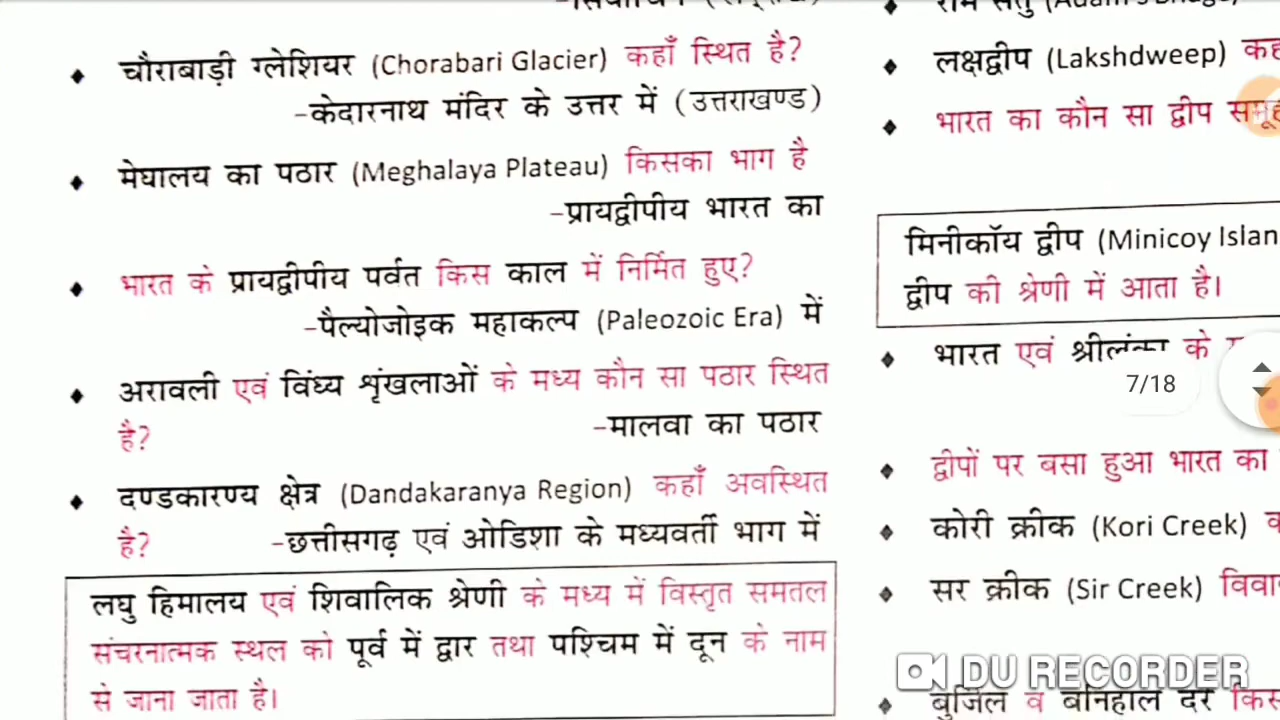 चौराबाड़ी ग्लेशियर (Chorabari Glacier) कहाँ स्थित है?
-केदारनाथ मंदिर के उत्तर में (उत्तराखण्ड)
मेघालय का पठार (Meghalaya Plateau) किसका भाग है
-प्रायद्वीपीय भारत का
भारत के प्रायद्वीपीय पर्वत किस काल में निर्मित हुए?
-पैल्योजोइक महाकल्प (Paleozoic Era) में
अरावली एवं विंध्य शृंखलाओं के मध्य कौन सा पठार स्थित
है? -मालवा का पठार
दण्डकारण्य क्षेत्र (Dandakaranya Region) कहाँ अवस्थित
है? -छत्तीसगढ़ एवं ओडिशा के मध्यवर्ती भाग में
लघु हिमालय एवं शिवालिक श्रेणी के मध्य में विस्तृत समतल
संचरनात्मक स्थल को पूर्व में द्वार तथा पश्चिम में दून के नाम
से जाना जाता है।
लक्षद्वीप (Lakshdweep)
भारत का कौन सा द्वीप समूह
मिनीकॉय द्वीप (Minicoy Islan
द्वीप की श्रेणी में आता है।
भारत एवं श्रीलंका के
7/18
द्वीपों पर बसा हुआ भारत का
कोरी क्रीक (Kori Creek)
सर क्रीक (Sir Creek)
बुर्जिल व बनिहाल दर्रे
DU RECORDER